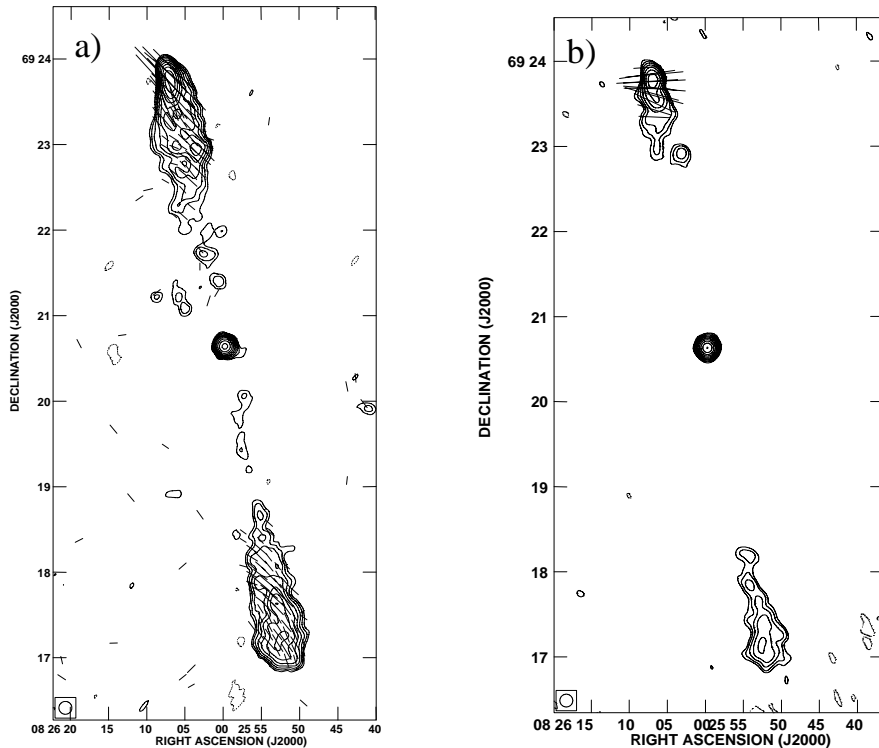 a)
69 24
23
22
21
20
19
18
17
DECLINATION (J2000)
08 26 20 15 10 05 00 25 55 50 45 40
RIGHT ASCENSION (J2000)
b)
69 24
23
22
21
20
19
18
17
DECLINATION (J2000)
08 26 15 10 05 00 25 55 50 45 40
RIGHT ASCENSION (J2000)